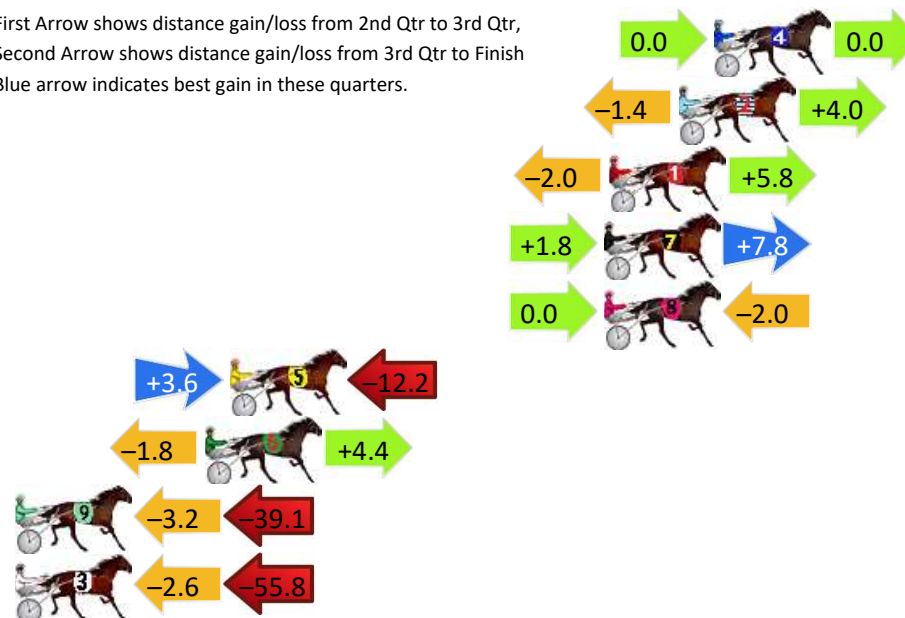 First Arrow shows distance gain/loss from 2nd Qtr to 3rd Qtr,
Second Arrow shows distance gain/loss from 3rd Qtr to Finish
Blue arrow indicates best gain in these quarters.
0.0 4 0.0
–1.4 2 +4.0
–2.0 1 +5.8
+1.8 7 +7.8
0.0 8 –2.0
+3.6 5 –12.2
–1.8 6 +4.4
9 –3.2 –39.1
3 –2.6 –55.8